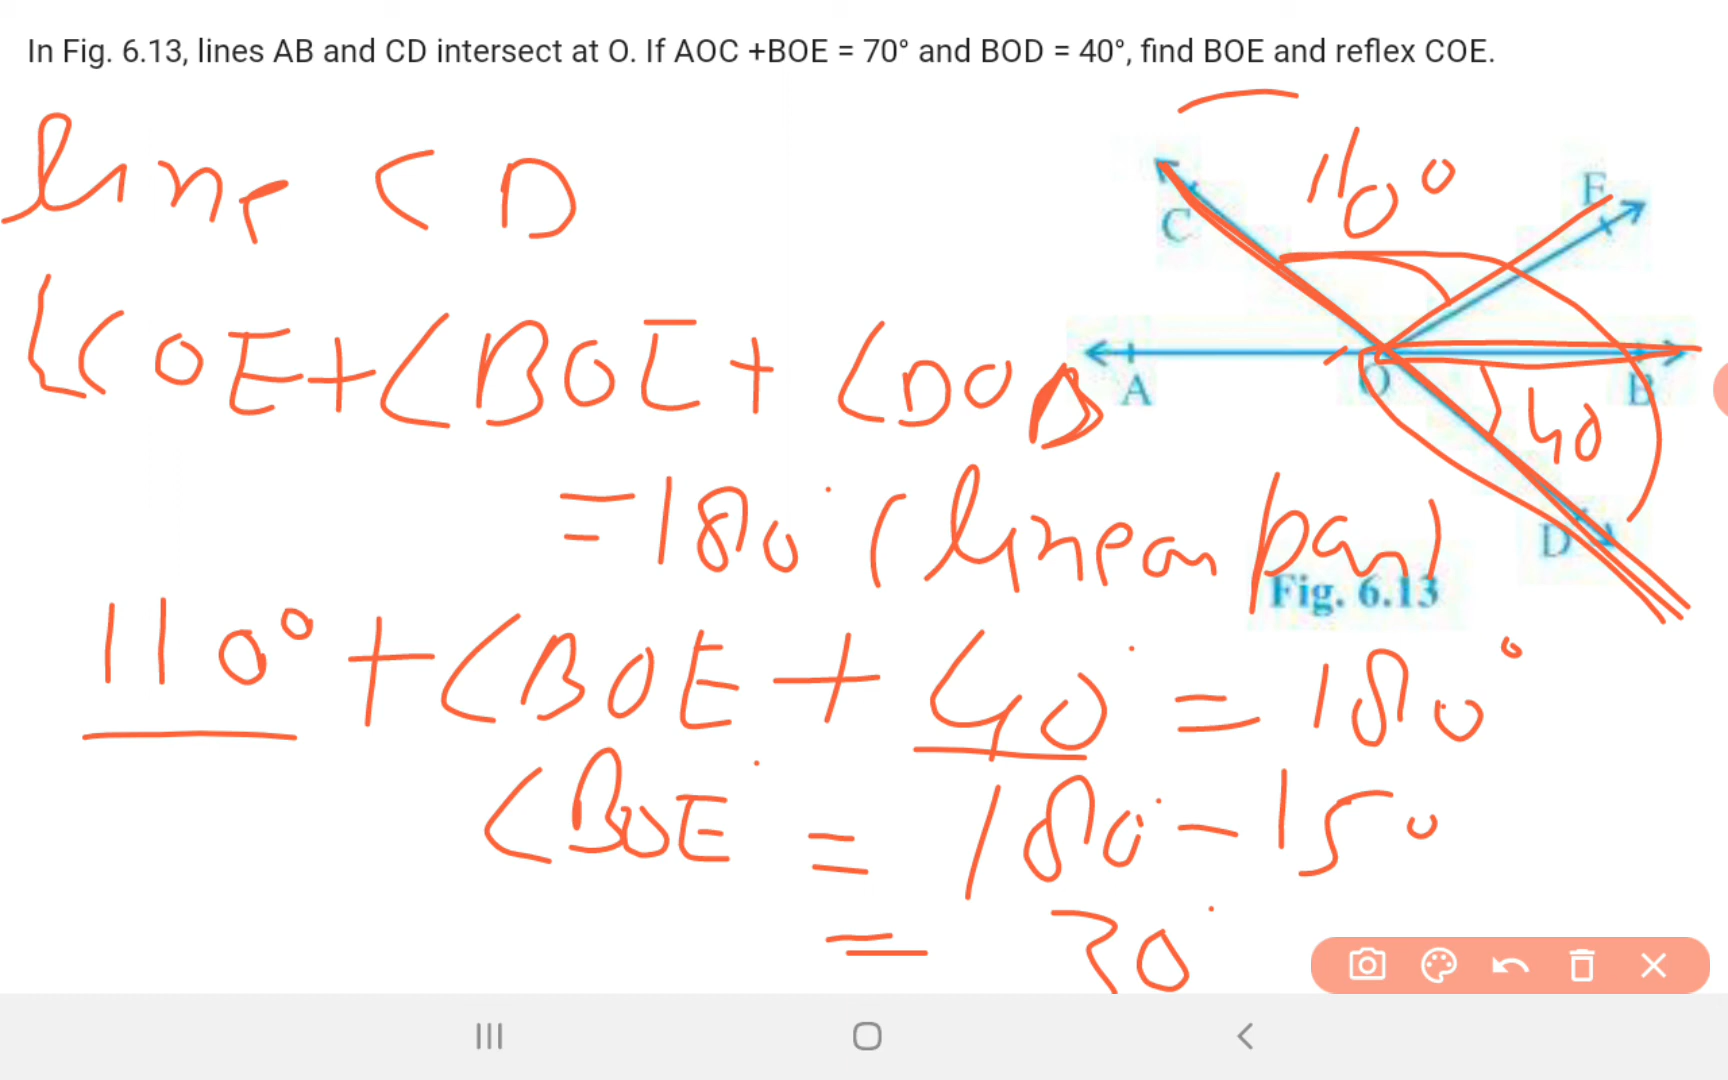 In Fig. 6.13, lines AB and CD intersect at O. If AOC +BOE = 70° and BOD = 40°, find BOE and reflex COE.
line CD
∠COE+∠BOE+ ∠DOB
=180° (linear pair)
110°+∠BOE+ 40° = 180°
∠BOE = 180°-150
= 30°
110°
C
E
A
O
B
40
D
Fig. 6.13